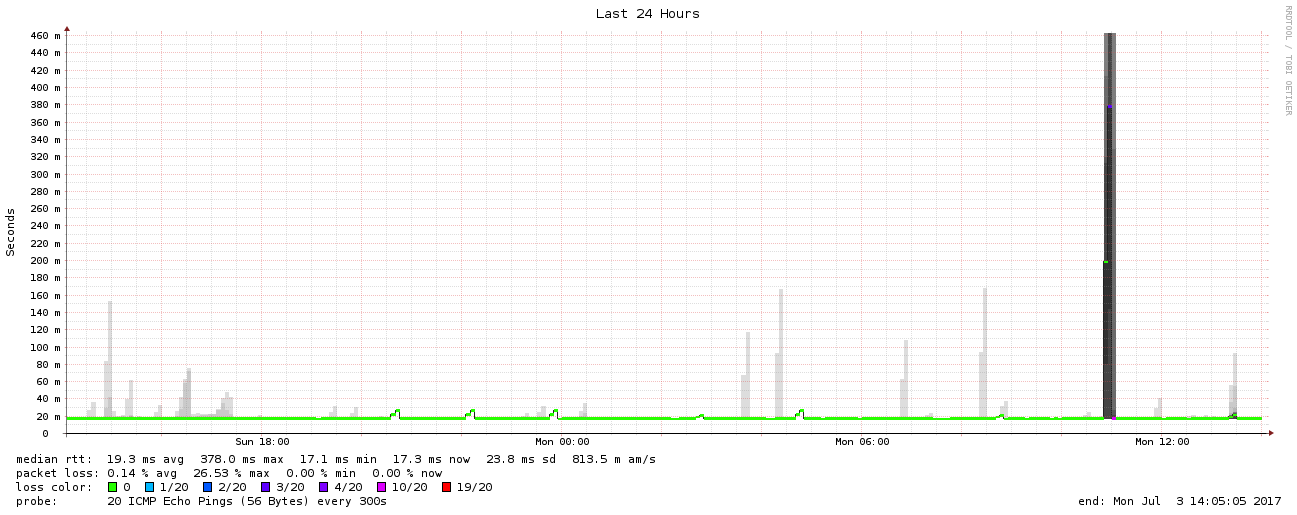 Last 24 Hours
RRDTOOL / TOBI OETIKER
Seconds
460 m
440 m
420 m
400 m
380 m
360 m
340 m
320 m
300 m
280 m
260 m
240 m
220 m
200 m
180 m
160 m
140 m
120 m
100 m
80 m
60 m
40 m
20 m
0
Sun 18:00 Mon 00:00 Mon 06:00 Mon 12:00
median rtt: 19.3 ms avg 378.0 ms max 17.1 ms min 17.3 ms now 23.8 ms sd 813.5 m am/s
packet loss: 0.14 % avg 26.53 % max 0.00 % min 0.00 % now
loss color: 0 1/20 2/20 3/20 4/20 10/20 19/20
probe: 20 ICMP Echo Pings (56 Bytes) every 300s end: Mon Jul 3 14:05:05 2017